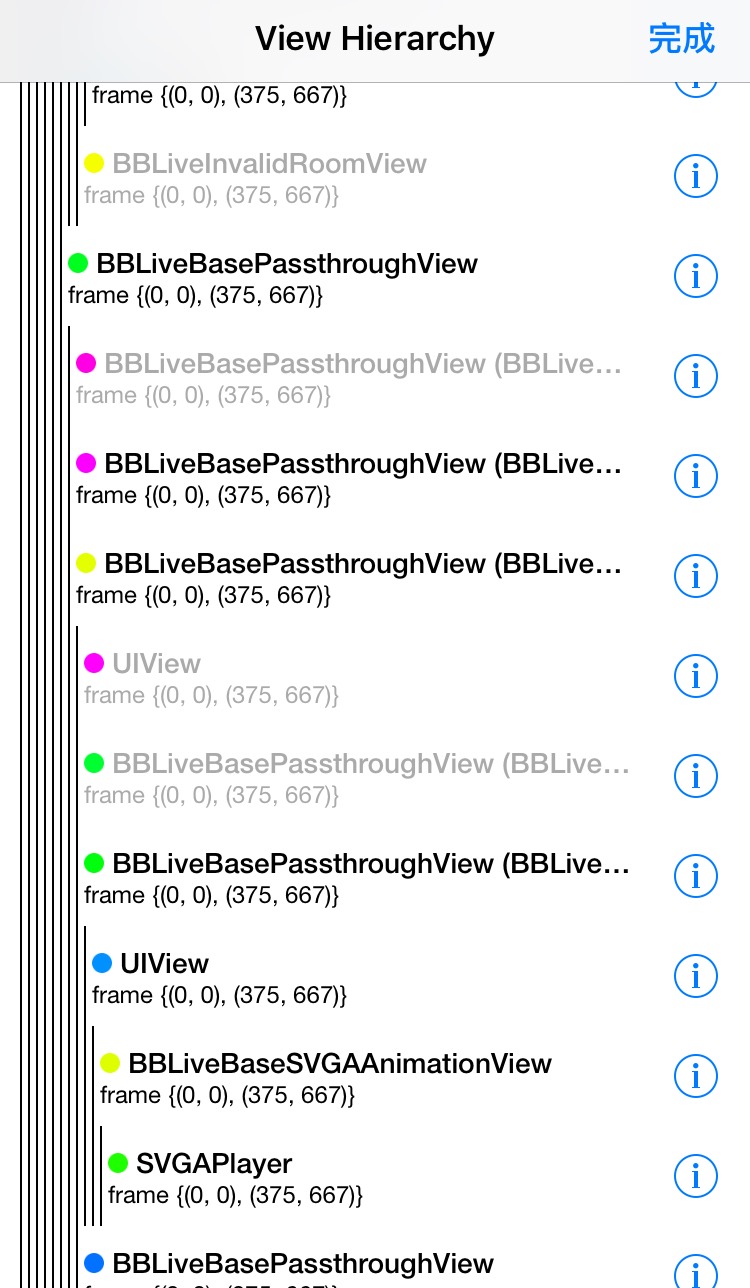 View Hierarchy
完成
frame {(0, 0), (375, 667)}
BBLiveInvalidRoomView
frame {(0, 0), (375, 667)}
BBLiveBasePassthroughView
frame {(0, 0), (375, 667)}
BBLiveBasePassthroughView (BBLive...
frame {(0, 0), (375, 667)}
BBLiveBasePassthroughView (BBLive...
frame {(0, 0), (375, 667)}
BBLiveBasePassthroughView (BBLive...
frame {(0, 0), (375, 667)}
UIView
frame {(0, 0), (375, 667)}
BBLiveBasePassthroughView (BBLive...
frame {(0, 0), (375, 667)}
BBLiveBasePassthroughView (BBLive...
frame {(0, 0), (375, 667)}
UIView
frame {(0, 0), (375, 667)}
BBLiveBaseSVGAAnimationView
frame {(0, 0), (375, 667)}
SVGAPlayer
frame {(0, 0), (375, 667)}
BBLiveBasePassthroughView